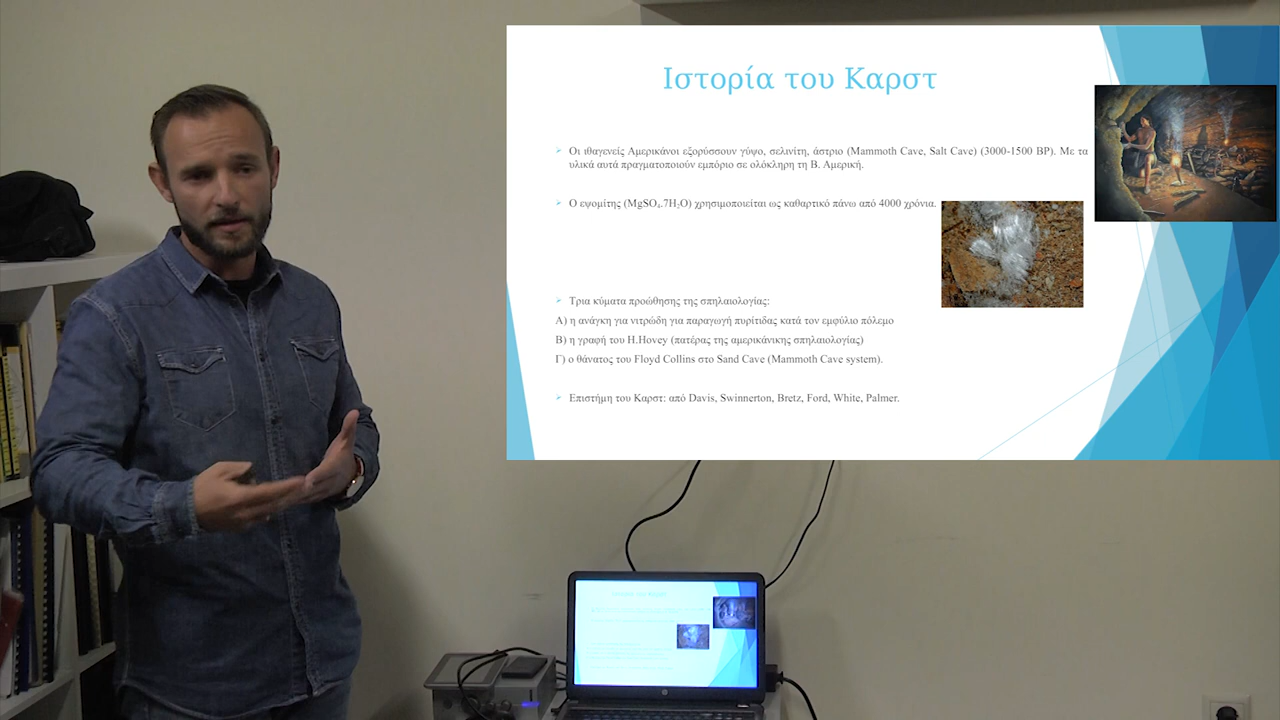 Ιστορία του Καρστ
➢ Οι ιθαγενείς Αμερικάνοι εξορύσσουν γύψο, σελινίτη, άστριο (Mammoth Cave, Salt Cave) (3000-1500 BP). Με τα
υλικά αυτά πραγματοποιούν εμπόριο σε ολόκληρη τη Β. Αμερική.
➢ Ο εψομίτης (MgSO₄.7H₂O) χρησιμοποιείται ως καθαρτικό πάνω από 4000 χρόνια.
➢ Τρια κύματα προώθησης της σπηλαιολογίας:
Α) η ανάγκη για νιτρώδη για παραγωγή πυρίτιδας κατά τον εμφύλιο πόλεμο
Β) η γραφή του H.Hovey (πατέρας της αμερικάνικης σπηλαιολογίας)
Γ) ο θάνατος του Floyd Collins στο Sand Cave (Mammoth Cave system).
➢ Επιστήμη του Καρστ: από Davis, Swinnerton, Bretz, Ford, White, Palmer.